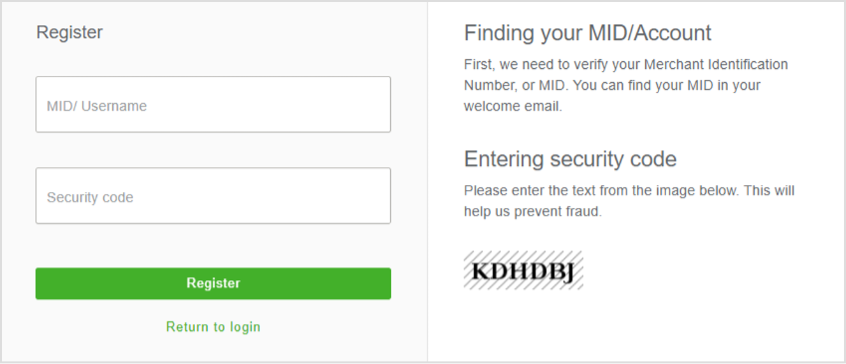 Register
MID/ Username
Security code
Register
Return to login
Finding your MID/Account
First, we need to verify your Merchant Identification
Number, or MID. You can find your MID in your
welcome email.
Entering security code
Please enter the text from the image below. This will
help us prevent fraud.
KDHDBJ